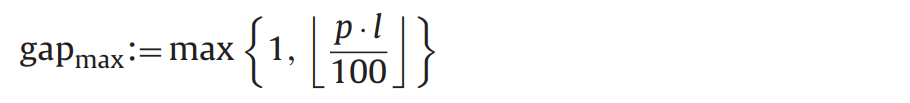 gap_max := max { 1, ⌊ p · l / 100 ⌋ }